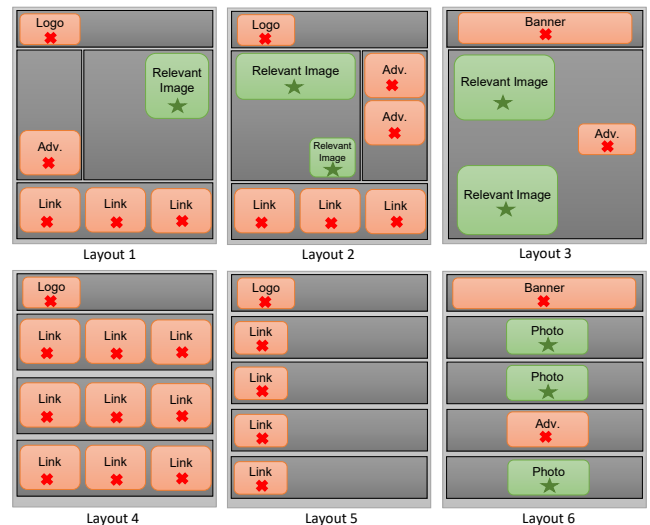 Logo
Relevant
Image
Adv.
Link Link Link
Layout 1
Logo
Relevant Image
Adv.
Adv.
Relevant
Image
Link Link Link
Layout 2
Banner
Relevant Image
Adv.
Relevant Image
Layout 3
Logo
Link Link Link
Link Link Link
Link Link Link
Layout 4
Logo
Link
Link
Link
Link
Layout 5
Banner
Photo
Photo
Adv.
Photo
Layout 6